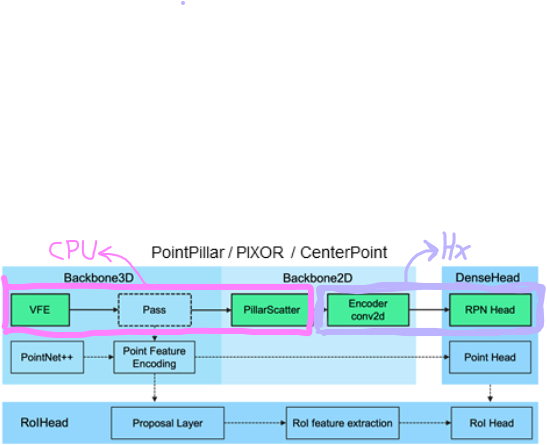 CPU
Hx
PointPillar / PIXOR / CenterPoint
Backbone3D
Backbone2D
DenseHead
VFE
Pass
PillarScatter
Encoder
conv2d
RPN Head
PointNet++
Point Feature
Encoding
Point Head
RoIHead
Proposal Layer
RoI feature extraction
RoI Head